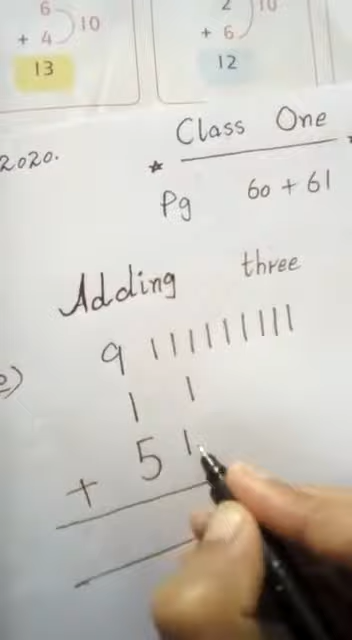 6
+ 4 10
13
2
+ 6 10
12
2020.
* Class One *
Pg 60 + 61
Adding three
9 |||||||||
1 |
+ 5 |